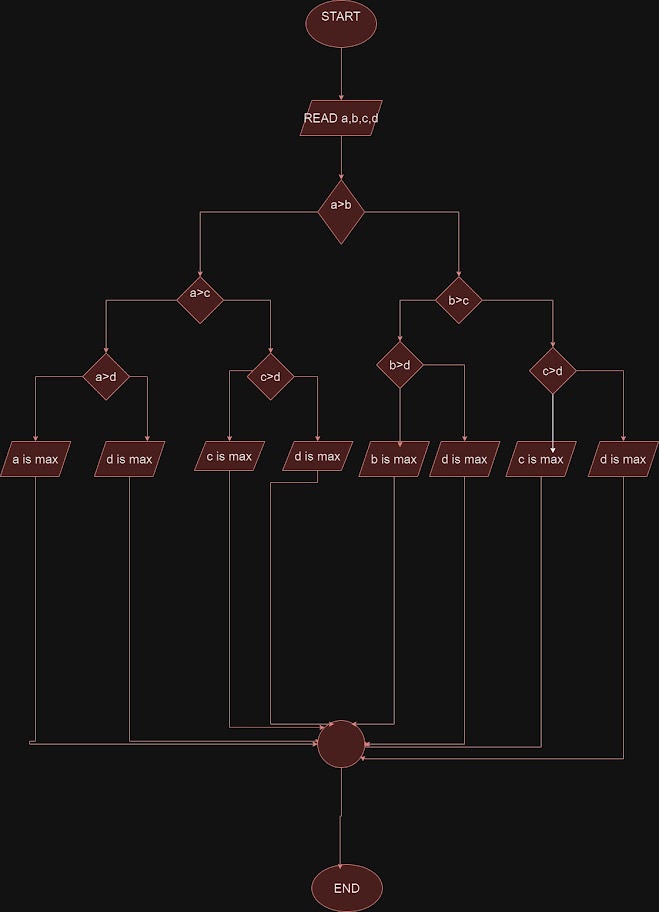 START
READ a,b,c,d
a>b
a>c
b>c
a>d
c>d
b>d
c>d
a is max
d is max
c is max
d is max
b is max
d is max
c is max
d is max
END